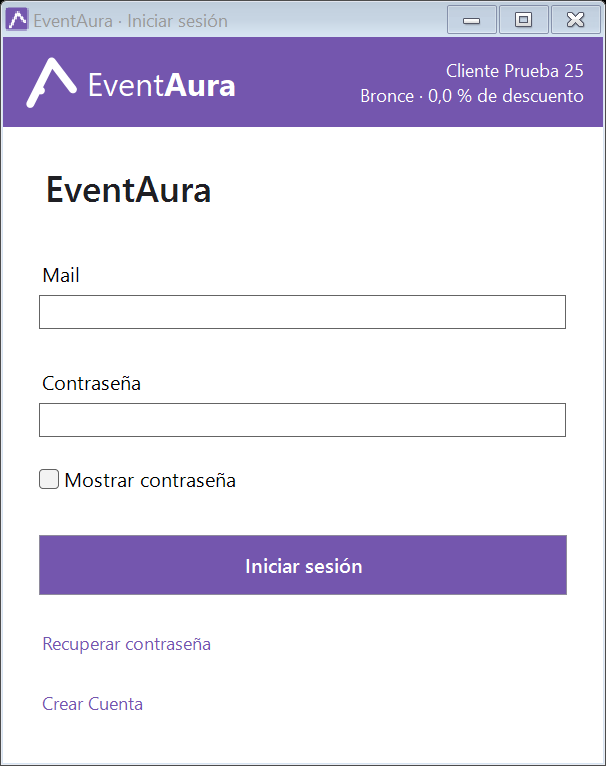 EventAura · Iniciar sesión
EventAura
Cliente Prueba 25
Bronce · 0,0 % de descuento
EventAura
Mail
Contraseña
Mostrar contraseña
Iniciar sesión
Recuperar contraseña
Crear Cuenta